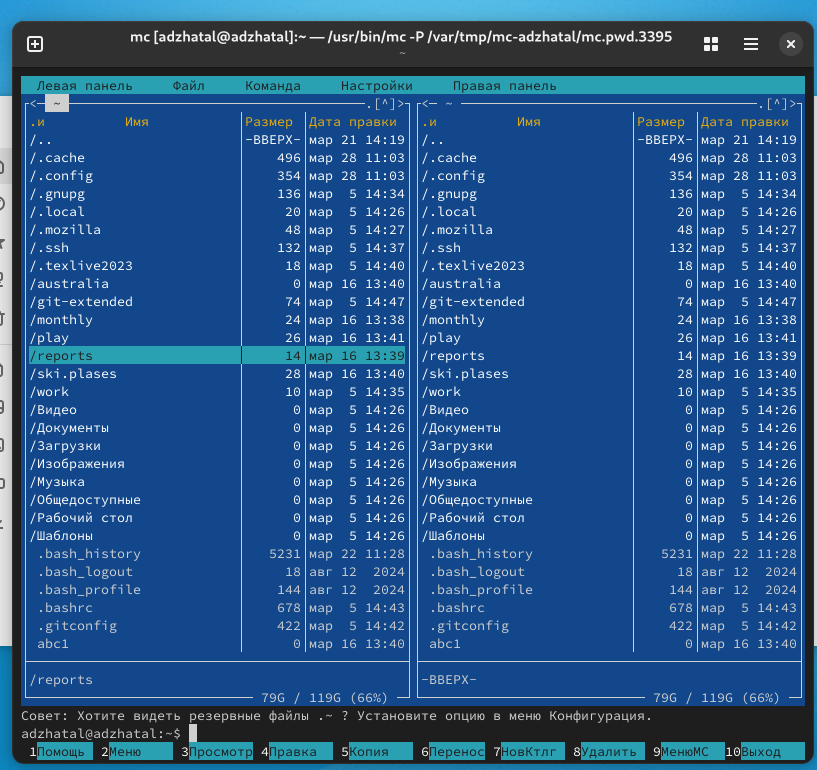 mc [adzhatal@adzhatal]:~ — /usr/bin/mc -P /var/tmp/mc-adzhatal/mc.pwd.3395
~
Левая панель Файл Команда Настройки Правая панель
<─ ~ .[^]> <─ ~ .[^]>
.и Имя Размер Дата правки .и Имя Размер Дата правки
/.. -ВВЕРХ- мар 21 14:19 /.. -ВВЕРХ- мар 21 14:19
/.cache 496 мар 28 11:03 /.cache 496 мар 28 11:03
/.config 354 мар 28 11:03 /.config 354 мар 28 11:03
/.gnupg 136 мар 5 14:34 /.gnupg 136 мар 5 14:34
/.local 20 мар 5 14:26 /.local 20 мар 5 14:26
/.mozilla 48 мар 5 14:27 /.mozilla 48 мар 5 14:27
/.ssh 132 мар 5 14:37 /.ssh 132 мар 5 14:37
/.texlive2023 18 мар 5 14:40 /.texlive2023 18 мар 5 14:40
/australia 0 мар 16 13:40 /australia 0 мар 16 13:40
/git-extended 74 мар 5 14:47 /git-extended 74 мар 5 14:47
/monthly 24 мар 16 13:38 /monthly 24 мар 16 13:38
/play 26 мар 16 13:41 /play 26 мар 16 13:41
/reports 14 мар 16 13:39 /reports 14 мар 16 13:39
/ski.plases 28 мар 16 13:40 /ski.plases 28 мар 16 13:40
/work 10 мар 5 14:35 /work 10 мар 5 14:35
/Видео 0 мар 5 14:26 /Видео 0 мар 5 14:26
/Документы 0 мар 5 14:26 /Документы 0 мар 5 14:26
/Загрузки 0 мар 5 14:26 /Загрузки 0 мар 5 14:26
/Изображения 0 мар 5 14:26 /Изображения 0 мар 5 14:26
/Музыка 0 мар 5 14:26 /Музыка 0 мар 5 14:26
/Общедоступные 0 мар 5 14:26 /Общедоступные 0 мар 5 14:26
/Рабочий стол 0 мар 5 14:26 /Рабочий стол 0 мар 5 14:26
/Шаблоны 0 мар 5 14:26 /Шаблоны 0 мар 5 14:26
.bash_history 5231 мар 22 11:28 .bash_history 5231 мар 22 11:28
.bash_logout 18 авг 12 2024 .bash_logout 18 авг 12 2024
.bash_profile 144 авг 12 2024 .bash_profile 144 авг 12 2024
.bashrc 678 мар 5 14:43 .bashrc 678 мар 5 14:43
.gitconfig 422 мар 5 14:42 .gitconfig 422 мар 5 14:42
abc1 0 мар 16 13:40 abc1 0 мар 16 13:40
/reports -ВВЕРХ-
79G / 119G (66%) 79G / 119G (66%)
Совет: Хотите видеть резервные файлы .~ ? Установите опцию в меню Конфигурация.
adzhatal@adzhatal:~$
1Помощь 2Меню 3Просмотр 4Правка 5Копия 6Перенос 7НовКтлг 8Удалить 9МенюМС 10Выход